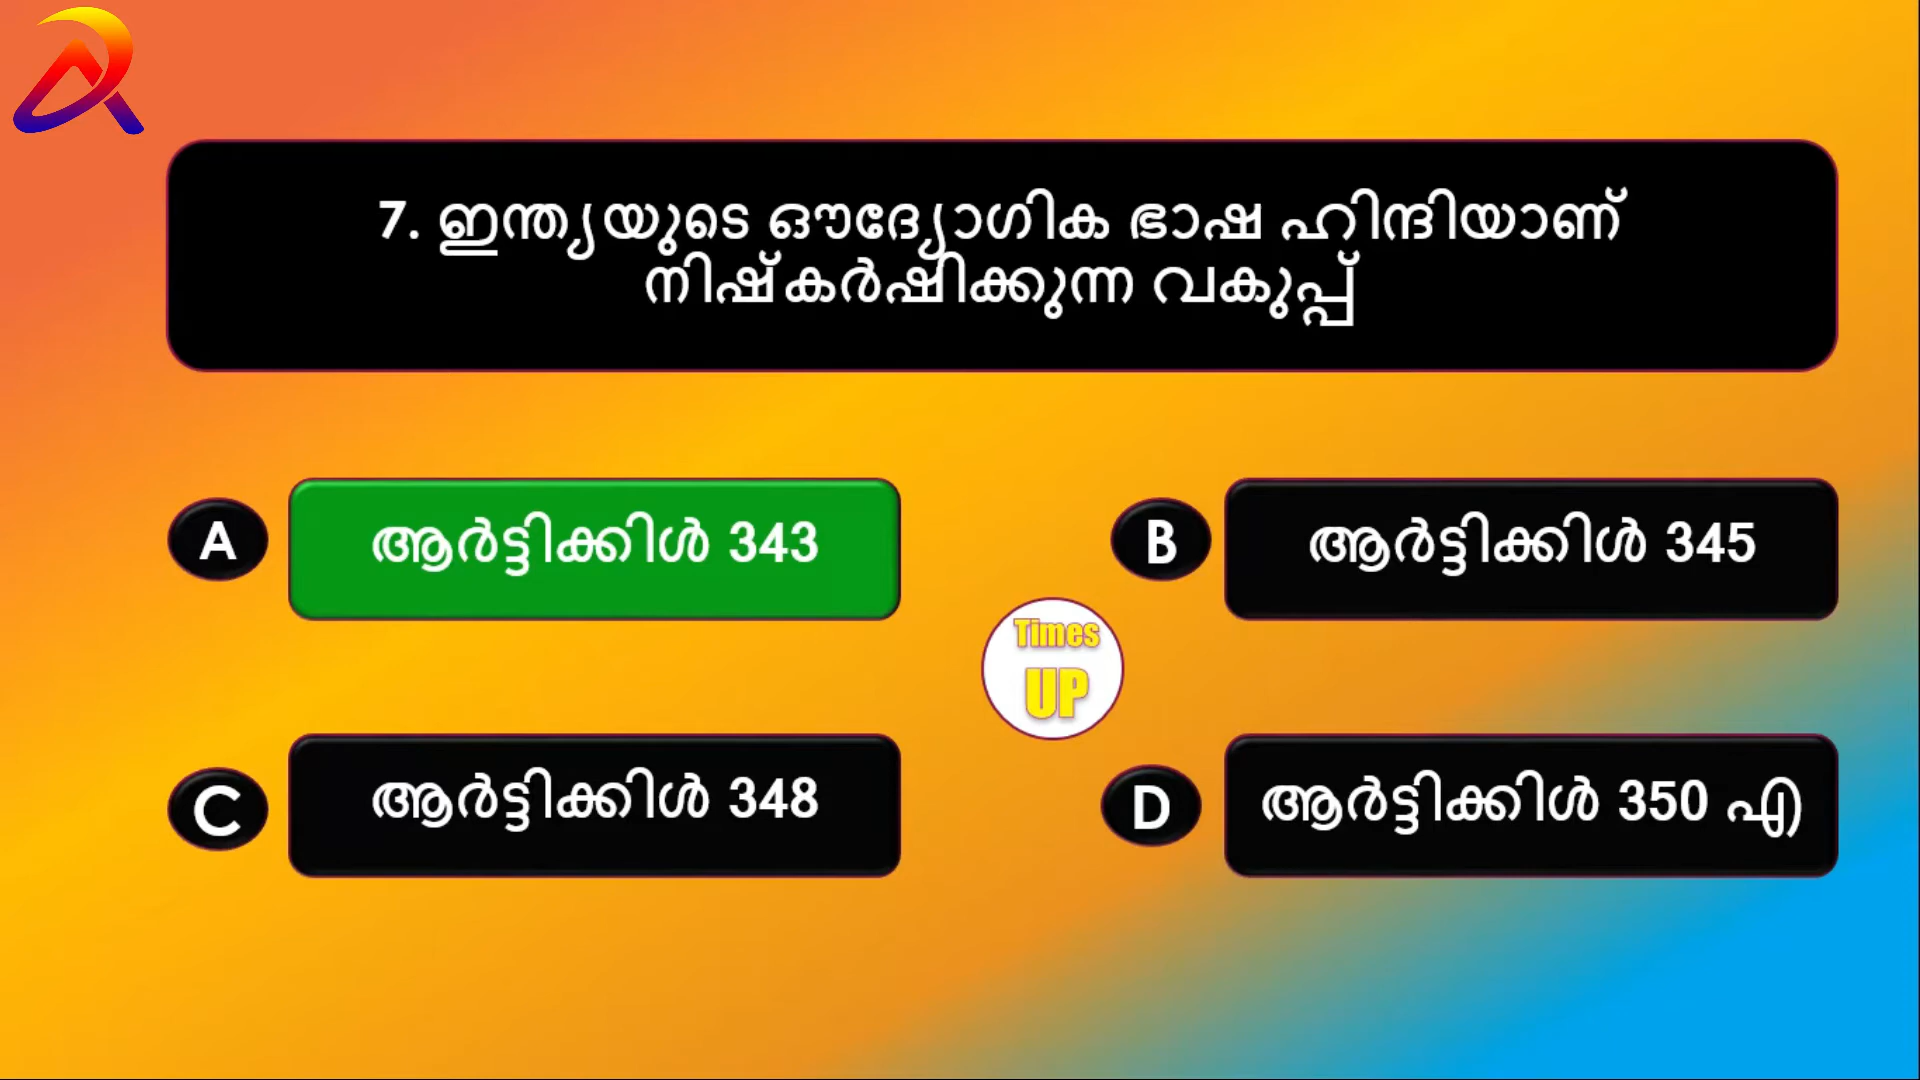 7. ഇന്ത്യയുടെ ഔദ്യോഗിക ഭാഷ ഹിന്ദിയാണ്
നിഷ്കർഷിക്കുന്ന വകുപ്പ്
A
ആർട്ടിക്കിൾ 343
B
ആർട്ടിക്കിൾ 345
Times
UP
C
ആർട്ടിക്കിൾ 348
D
ആർട്ടിക്കിൾ 350 എ